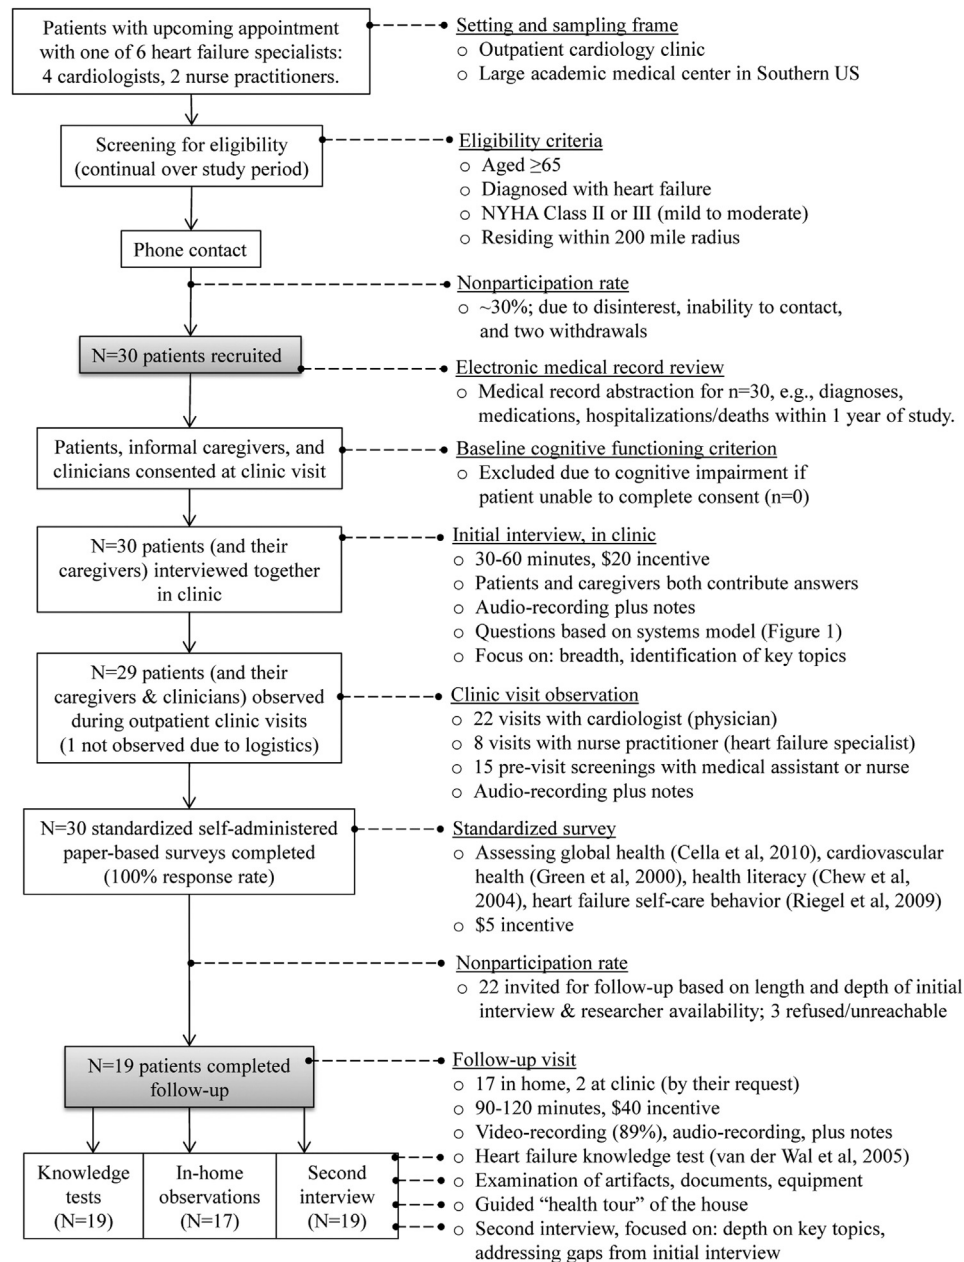 Patients with upcoming appointment
with one of 6 heart failure specialists:
4 cardiologists, 2 nurse practitioners.
Setting and sampling frame
o Outpatient cardiology clinic
o Large academic medical center in Southern US
Screening for eligibility
(continual over study period)
Eligibility criteria
o Aged ≥65
o Diagnosed with heart failure
o NYHA Class II or III (mild to moderate)
o Residing within 200 mile radius
Phone contact
Nonparticipation rate
o ~30%; due to disinterest, inability to contact,
and two withdrawals
N=30 patients recruited
Electronic medical record review
o Medical record abstraction for n=30, e.g., diagnoses,
medications, hospitalizations/deaths within 1 year of study.
Patients, informal caregivers, and
clinicians consented at clinic visit
Baseline cognitive functioning criterion
o Excluded due to cognitive impairment if
patient unable to complete consent (n=0)
N=30 patients (and their
caregivers) interviewed together
in clinic
Initial interview, in clinic
o 30-60 minutes, $20 incentive
o Patients and caregivers both contribute answers
o Audio-recording plus notes
o Questions based on systems model (Figure 1)
o Focus on: breadth, identification of key topics
N=29 patients (and their
caregivers & clinicians) observed
during outpatient clinic visits
(1 not observed due to logistics)
Clinic visit observation
o 22 visits with cardiologist (physician)
o 8 visits with nurse practitioner (heart failure specialist)
o 15 pre-visit screenings with medical assistant or nurse
o Audio-recording plus notes
N=30 standardized self-administered
paper-based surveys completed
(100% response rate)
Standardized survey
o Assessing global health (Cella et al, 2010), cardiovascular
health (Green et al, 2000), health literacy (Chew et al,
2004), heart failure self-care behavior (Riegel et al, 2009)
o $5 incentive
Nonparticipation rate
o 22 invited for follow-up based on length and depth of initial
interview & researcher availability; 3 refused/unreachable
N=19 patients completed
follow-up
Follow-up visit
o 17 in home, 2 at clinic (by their request)
o 90-120 minutes, $40 incentive
o Video-recording (89%), audio-recording, plus notes
o Heart failure knowledge test (van der Wal et al, 2005)
o Examination of artifacts, documents, equipment
o Guided “health tour” of the house
o Second interview, focused on: depth on key topics,
addressing gaps from initial interview
Knowledge
tests
(N=19)
In-home
observations
(N=17)
Second
interview
(N=19)